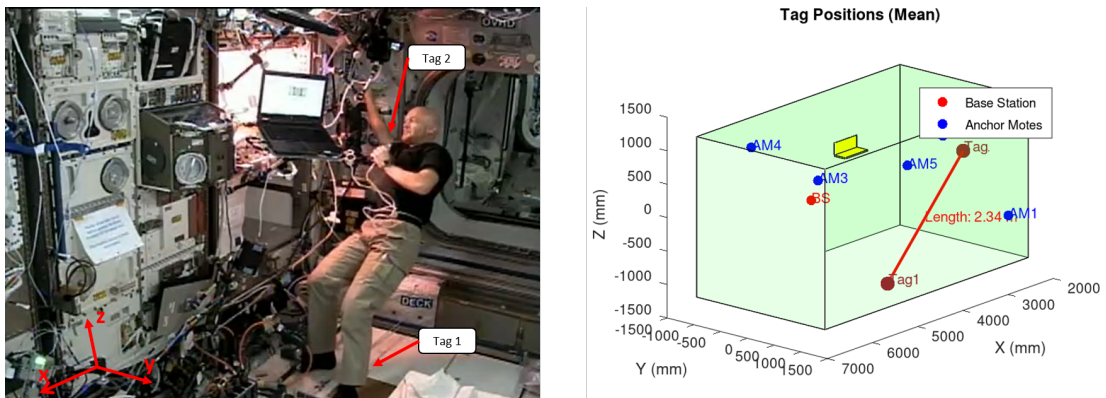 OVHD
Tag 2
Z
X
Y
DECK
Tag 1
Tag Positions (Mean)
Base Station
Anchor Motes
AM4
AM3
BS
AM5
Tag
Length: 2.34
AM1
Tag1
1500
1000
500
0
-500
-1000
-1500
Z (mm)
-1500
-1000
-500
0
500
1000
1500
Y (mm)
7000
6000
5000
4000
3000
2000
X (mm)